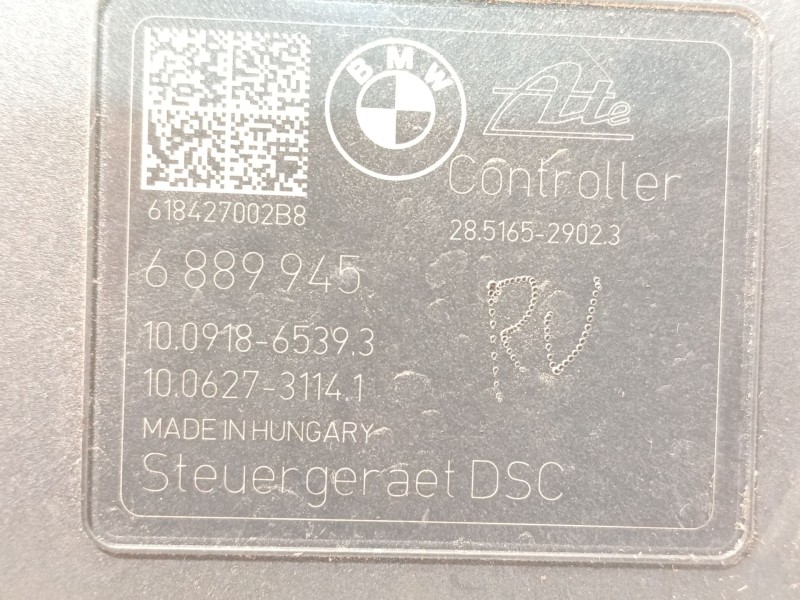 BMW
Ate
Controller
618427002B8
28.5165-2902.3
6 889 945
RU
10.0918-6539.3
10.0627-3114.1
MADE IN HUNGARY
Steuergeraet DSC